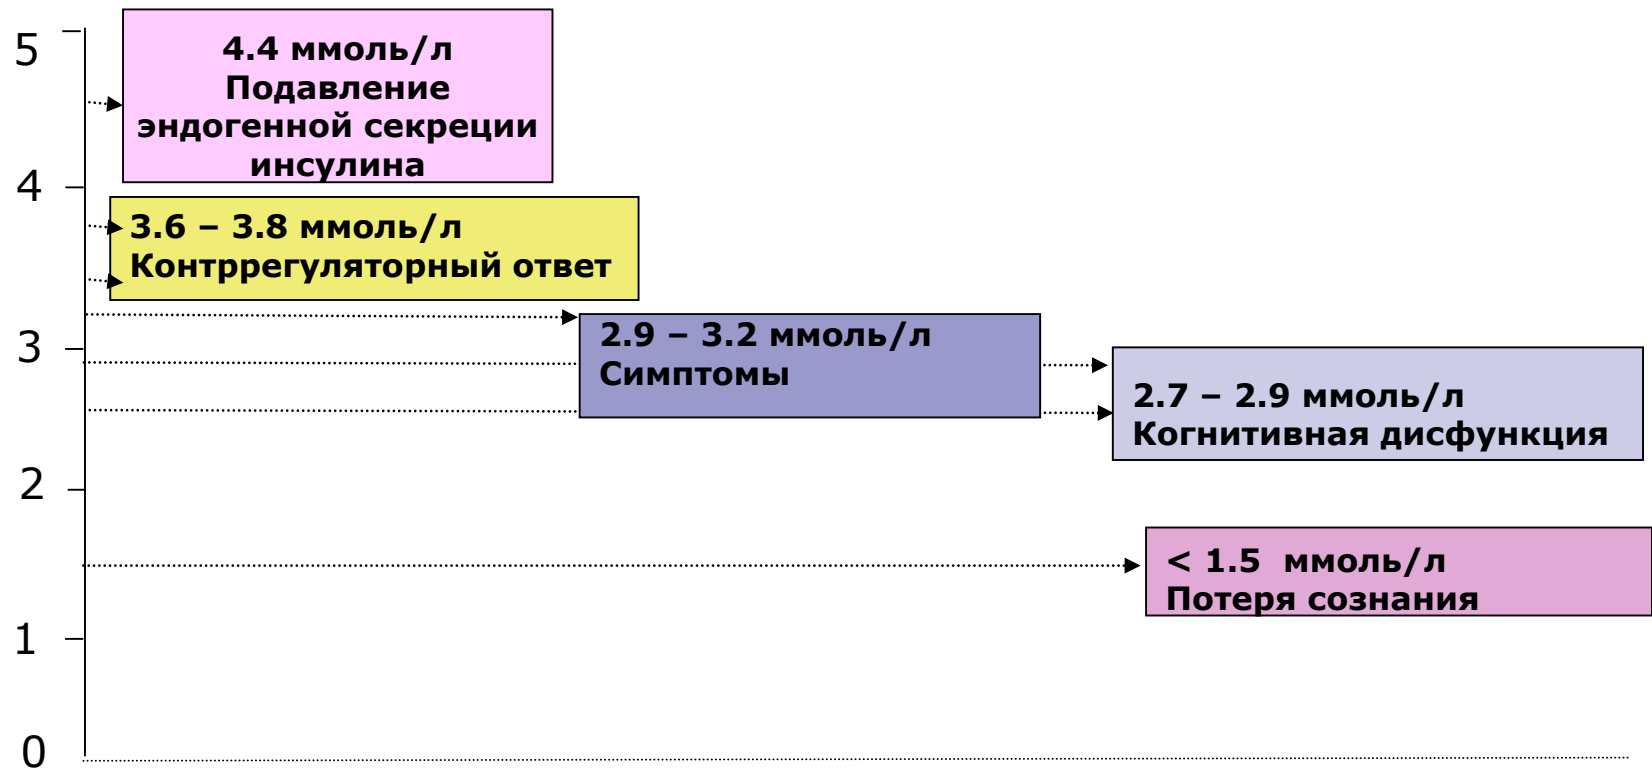 5
4.4 ммоль/л
Подавление
эндогенной секреции
инсулина
4
3.6 – 3.8 ммоль/л
Контррегуляторный ответ
3
2.9 – 3.2 ммоль/л
Симптомы
2.7 – 2.9 ммоль/л
Когнитивная дисфункция
2
< 1.5 ммоль/л
Потеря сознания
1
0